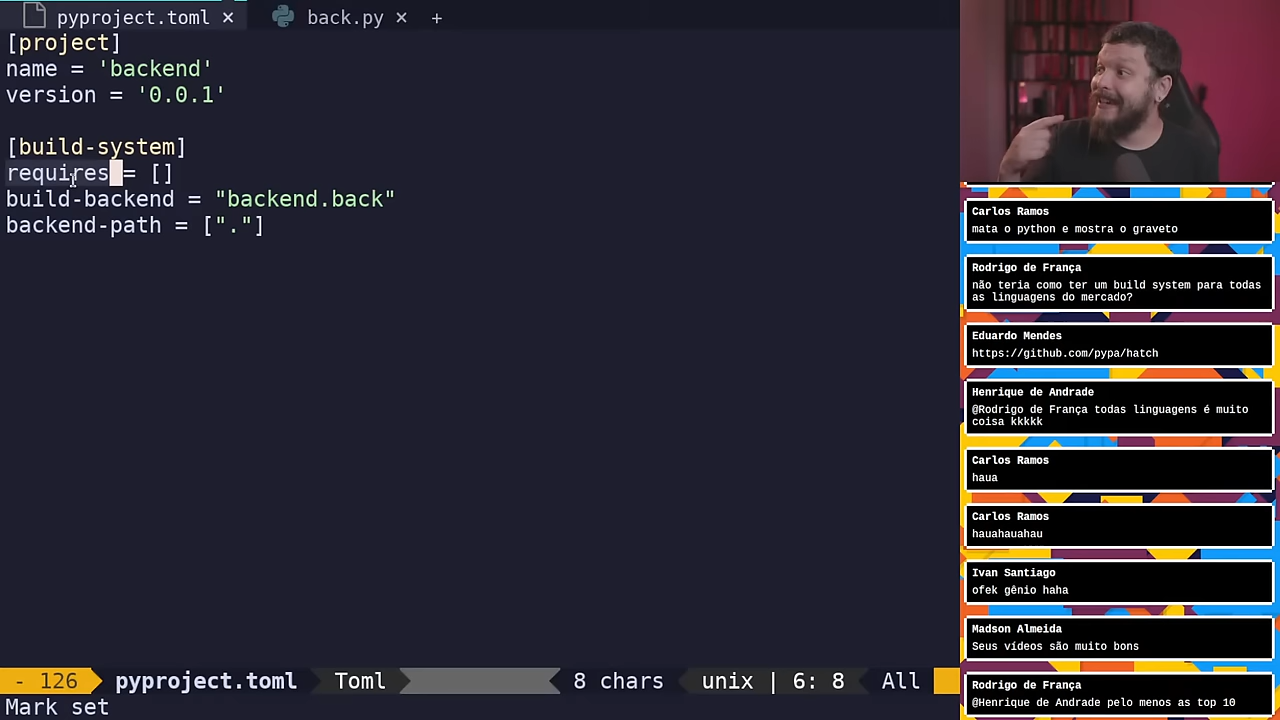 pyproject.toml × back.py × +
[project]
name = 'backend'
version = '0.0.1'
[build-system]
requires = []
build-backend = "backend.back"
backend-path = ["."]
- 126 pyproject.toml Toml 8 chars unix | 6: 8 All
Mark set
Carlos Ramos
mata o python e mostra o graveto
Rodrigo de França
não teria como ter um build system para todas
as linguagens do mercado?
Eduardo Mendes
https://github.com/pypa/hatch
Henrique de Andrade
@Rodrigo de França todas linguagens é muito
coisa kkkkk
Carlos Ramos
haua
Carlos Ramos
hauahauahau
Ivan Santiago
ofek gênio haha
Madson Almeida
Seus vídeos são muito bons
Rodrigo de França
@Henrique de Andrade pelo menos as top 10